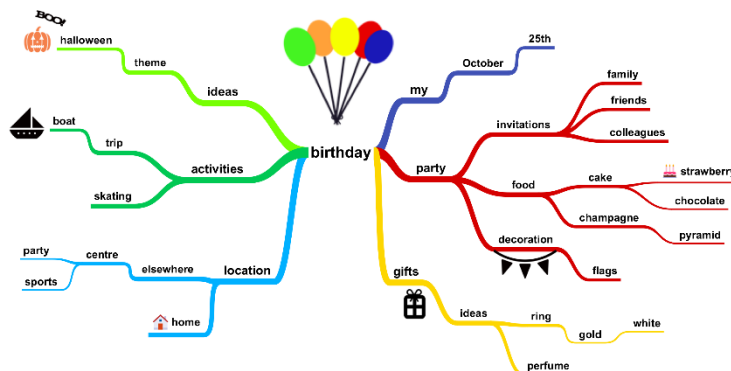 BOO!
halloween
theme
ideas
boat
trip
skating
activities
party
sports
centre
elsewhere
home
location
birthday
my
October
25th
party
invitations
family
friends
colleagues
food
cake
strawberry
chocolate
champagne
pyramid
decoration
flags
gifts
ideas
ring
gold
white
perfume